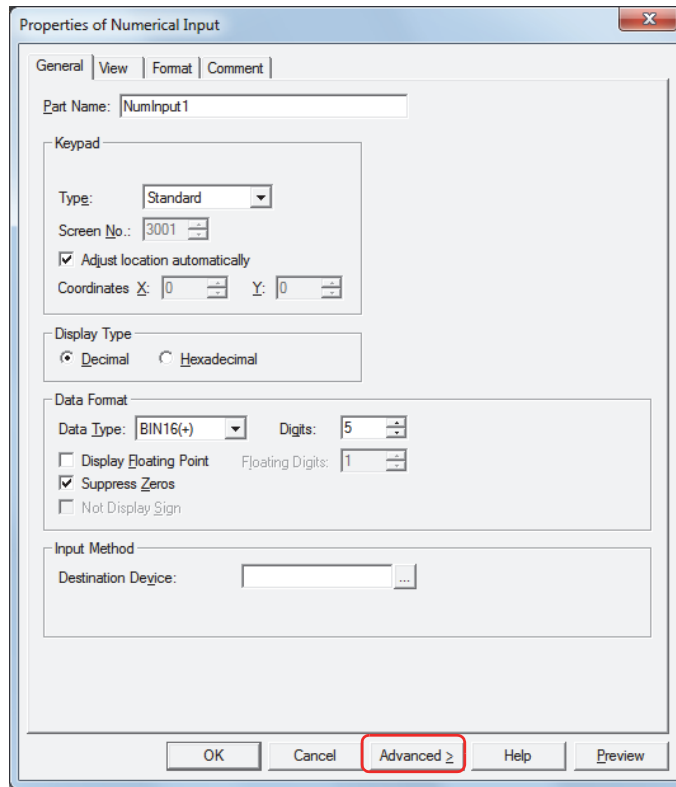 Properties of Numerical Input
General View Format Comment
Part Name: NumInput1
Keypad
Type: Standard
Screen No.: 3001
Adjust location automatically
Coordinates X: 0 Y: 0
Display Type
Decimal Hexadecimal
Data Format
Data Type: BIN16(+) Digits: 5
Display Floating Point Floating Digits: 1
Suppress Zeros
Not Display Sign
Input Method
Destination Device: ...
OK Cancel Advanced > Help Preview